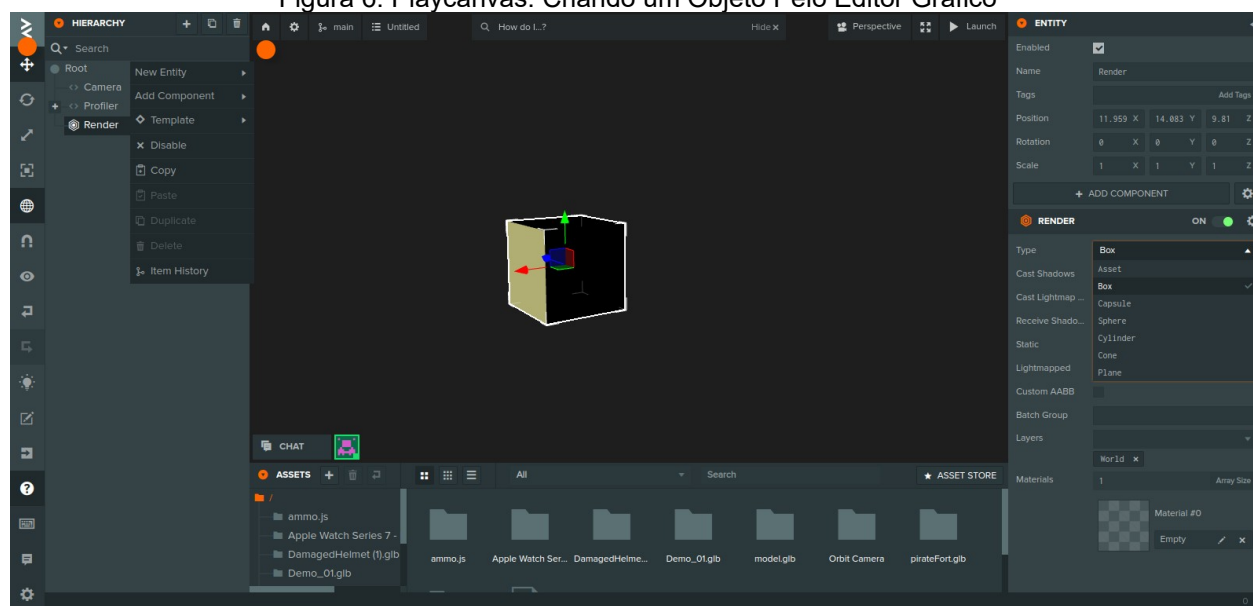 Figura 6: Playcanvas: Criando um Objeto Pelo Editor Gráfico
HIERARCHY
Search
Root
Camera
Profiler
Render
New Entity
Add Component
Template
Disable
Copy
Paste
Duplicate
Delete
Item History
main
Untitled
How do I...?
Hide
Perspective
Launch
CHAT
ASSETS
All
Search
ASSET STORE
/
ammo.js
Apple Watch Series 7 -
DamagedHelmet (1).glb
Demo_01.glb
ammo.js
Apple Watch Ser...
DamagedHelme...
Demo_01.glb
model.glb
Orbit Camera
pirateFort.glb
ENTITY
Enabled
Name Render
Tags Add Tags
Position 11.959 X 14.083 Y 9.81 Z
Rotation 0 X 0 Y 0 Z
Scale 1 X 1 Y 1 Z
+ ADD COMPONENT
RENDER ON
Type Box
Asset
Box
Capsule
Sphere
Cylinder
Cone
Plane
Cast Shadows
Cast Lightmap ...
Receive Shado...
Static
Lightmapped
Custom AABB
Batch Group
Layers
World ×
Materials 1 Array Size
Material #0
Empty
0